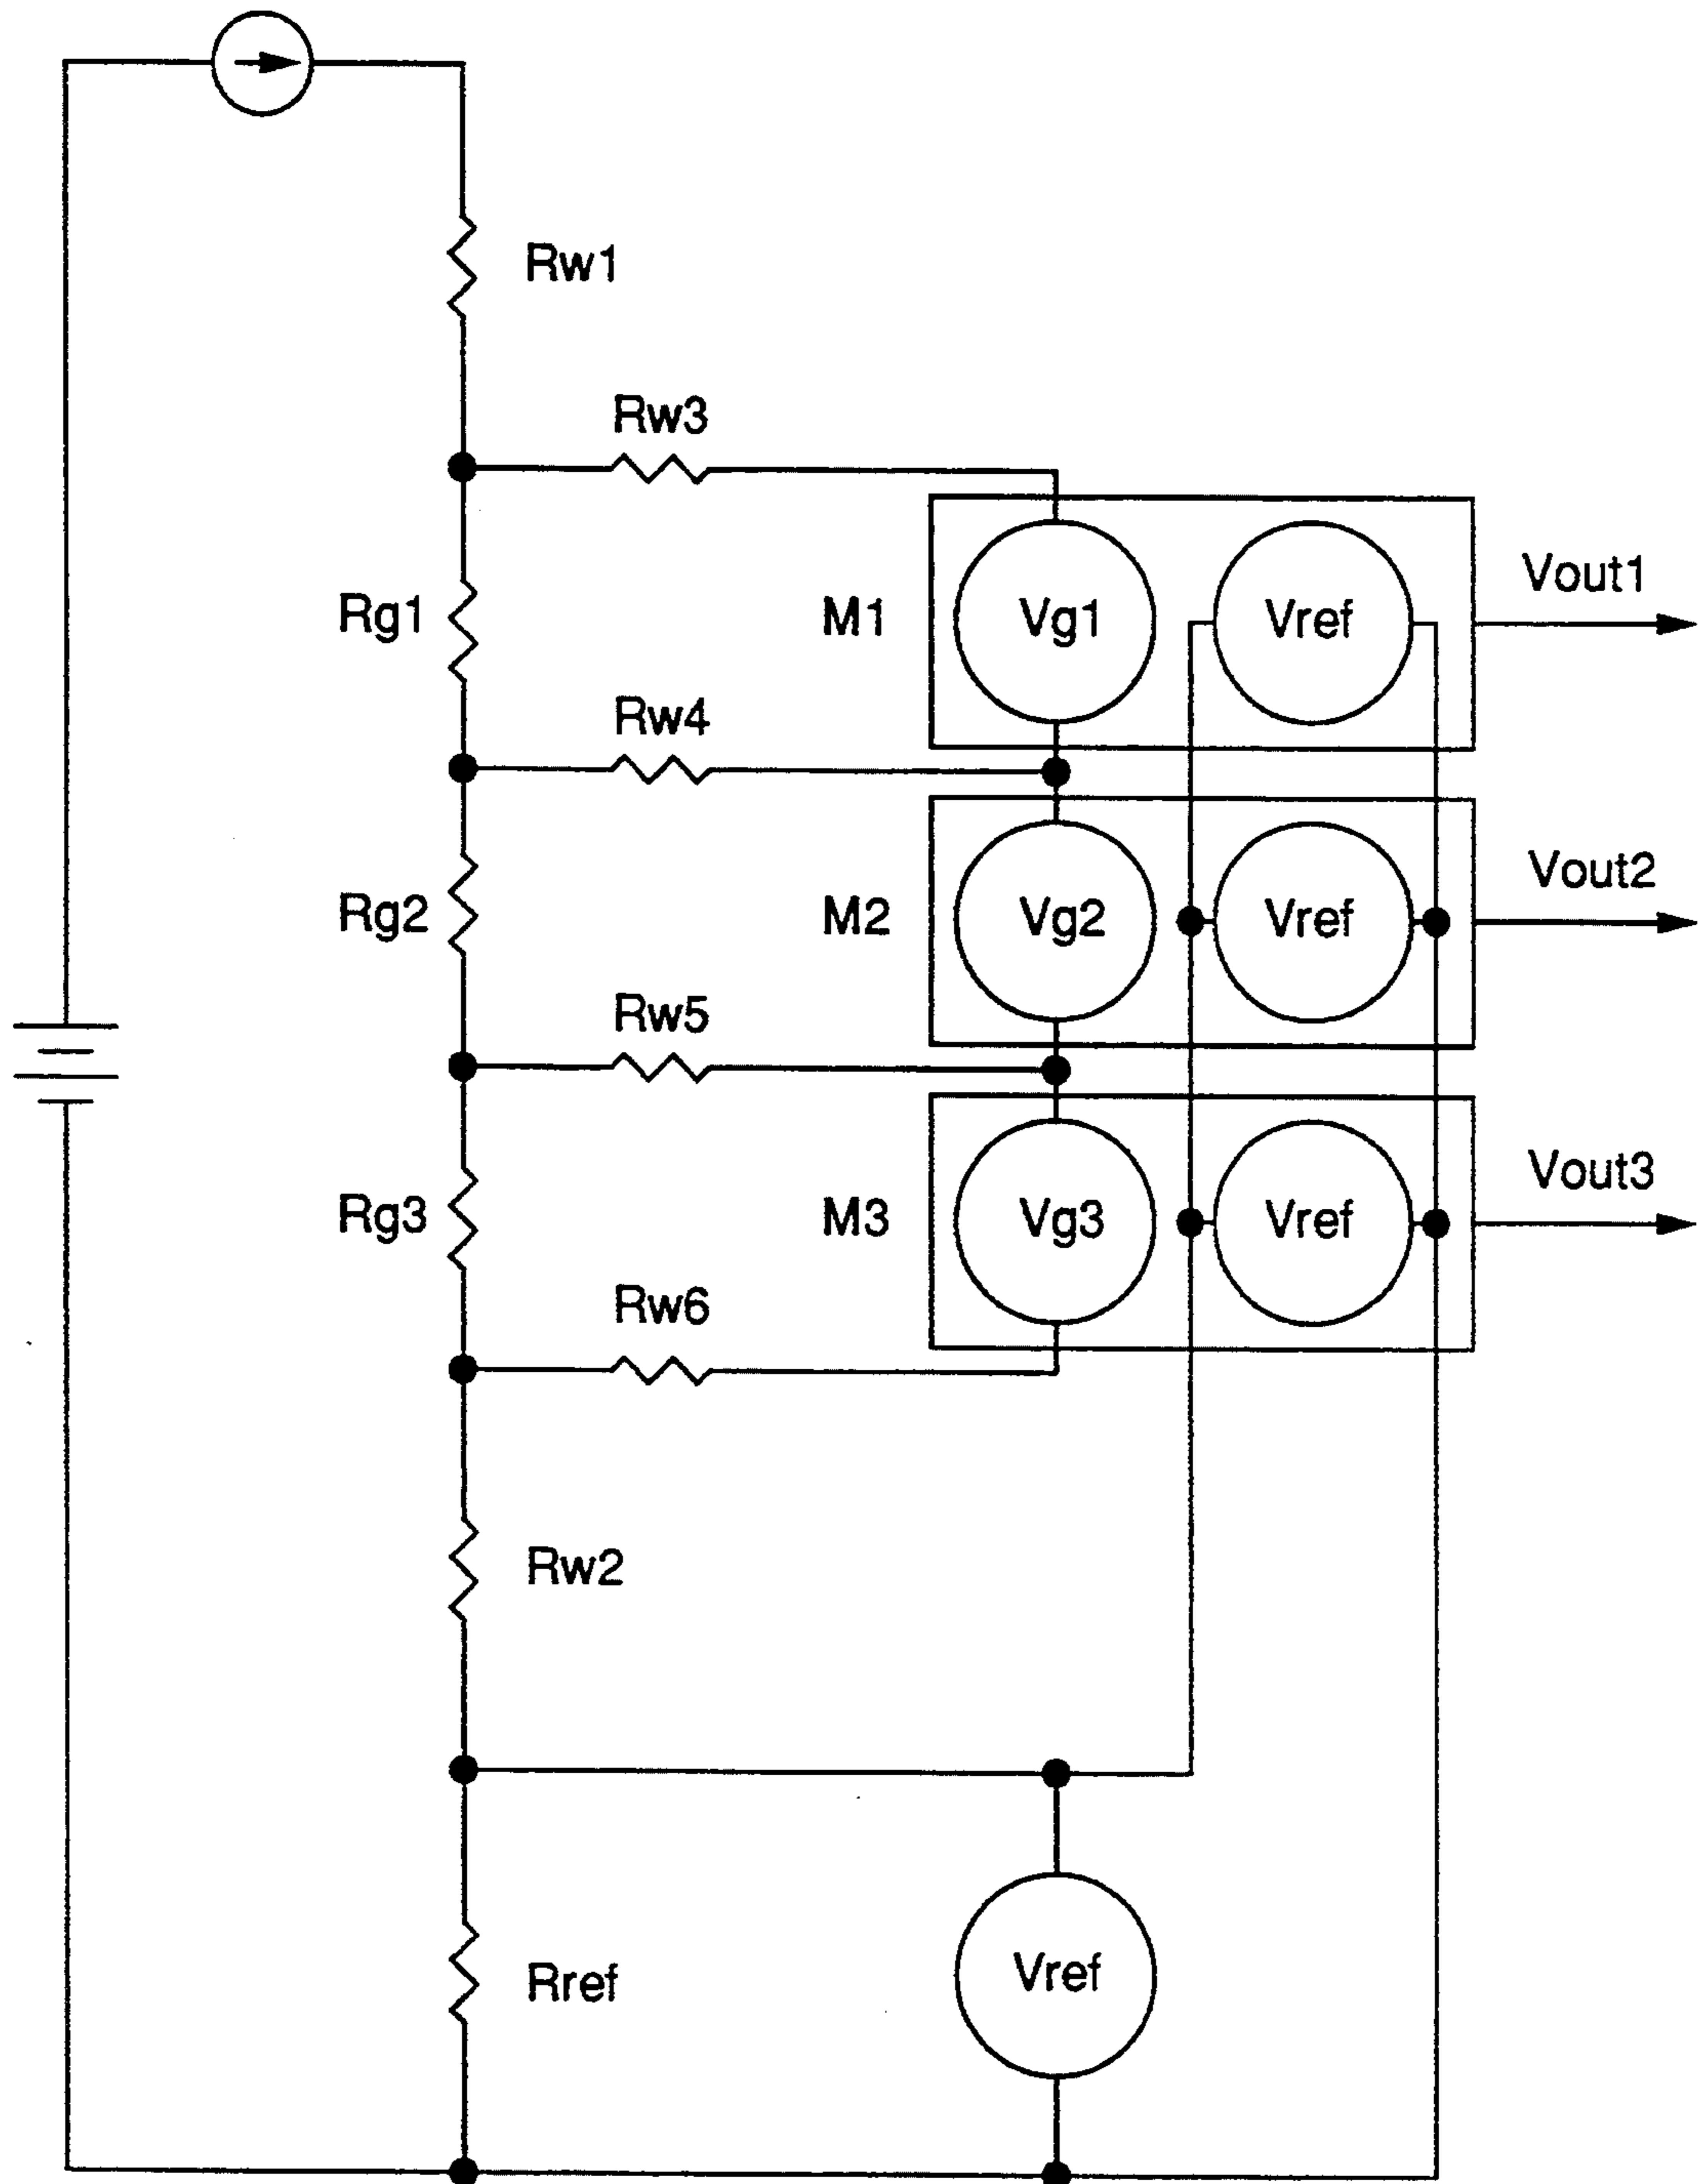 Rw1
Rw3
Rg1
M1
Vg1
Vref
Vout1
Rw4
Rg2
M2
Vg2
Vref
Vout2
Rw5
Rg3
M3
Vg3
Vref
Vout3
Rw6
Rw2
Rref
Vref